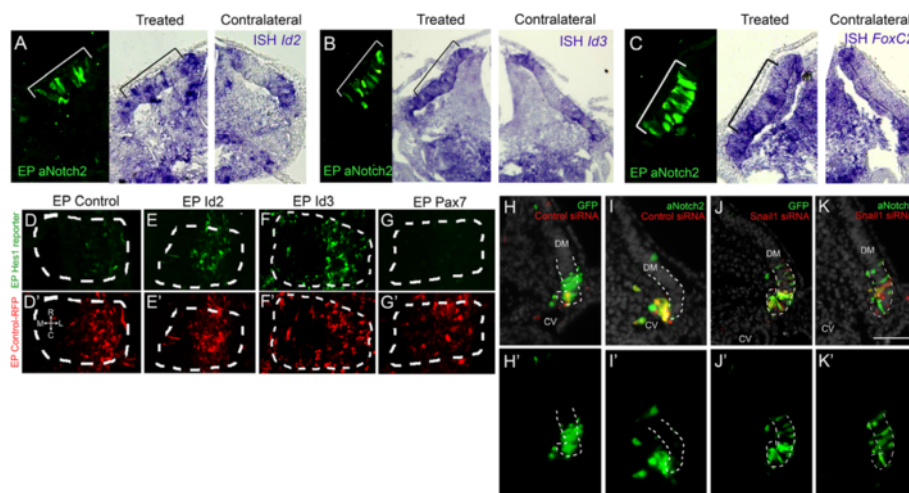 Treated Contralateral Treated Contralateral Treated Contralateral
A ISH Id2 B ISH Id3 C ISH FoxC2
EP aNotch2 EP aNotch2 EP aNotch2
EP Control EP Id2 EP Id3 EP Pax7
D E F G
EP Hes1 reporter
D' E' F' G'
R
M L
C
EP Control-RFP
H GFP I aNotch2 J GFP K aNotch2
Control siRNA Control siRNA Snail1 siRNA Snail1 siRNA
DM DM DM DM
CV CV CV CV
H' I' J' K'